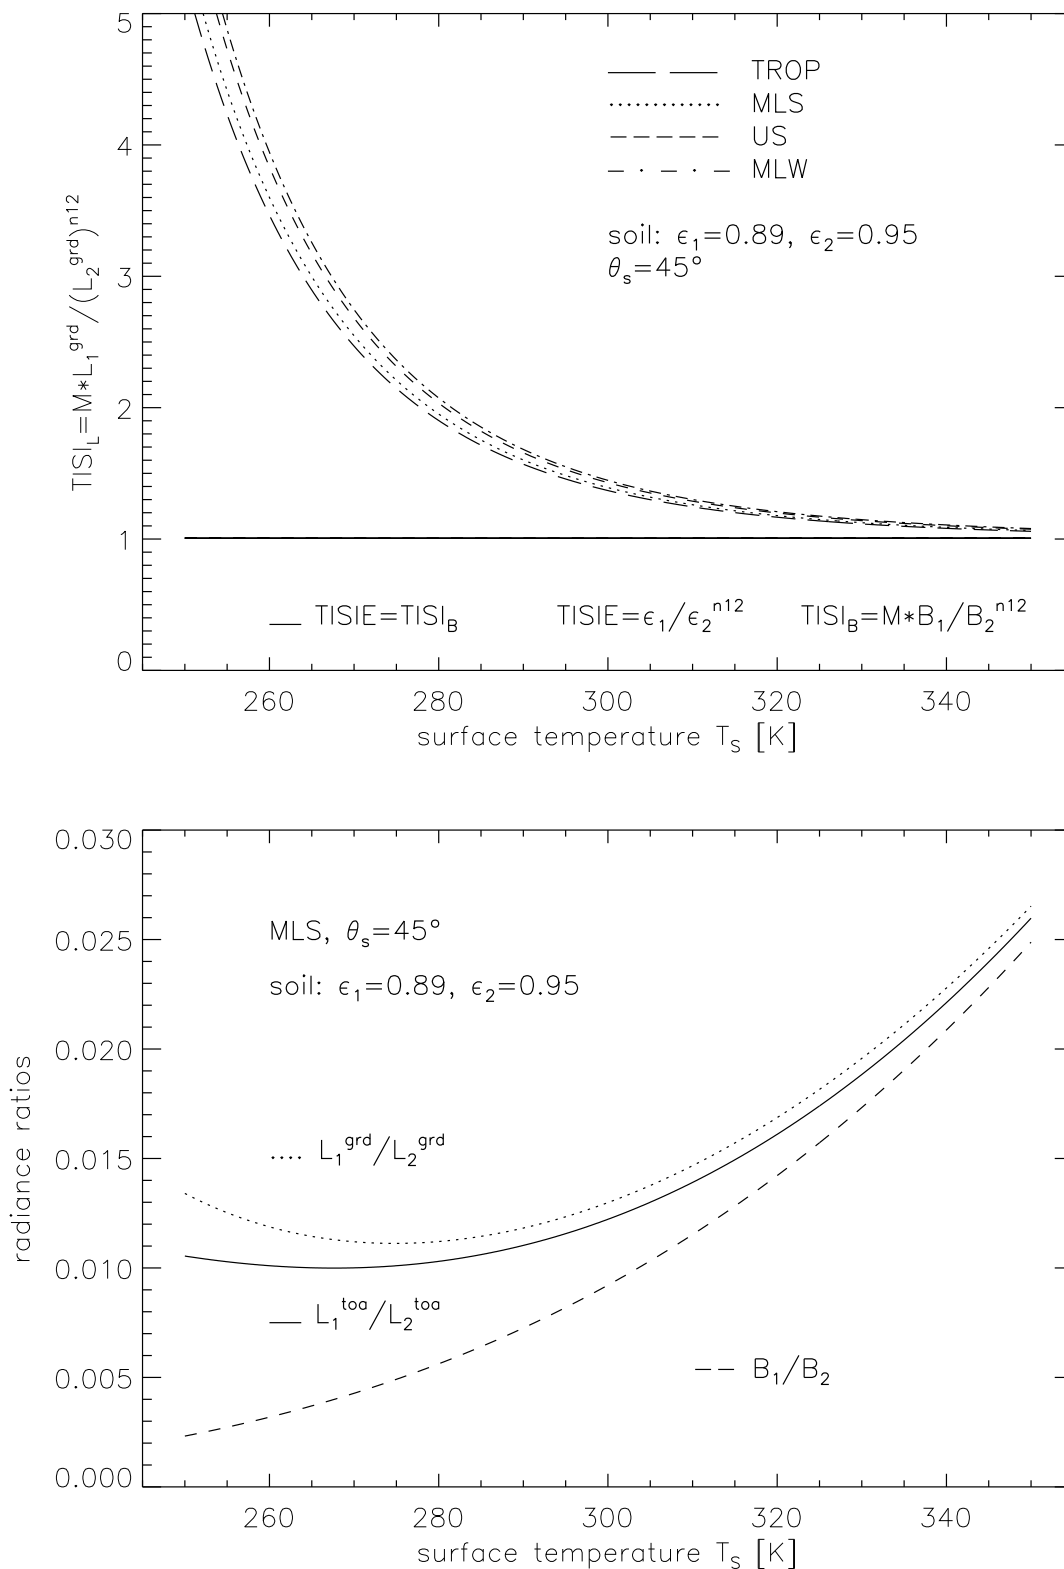 5
4
3
2
1
0
TISI_L=M*L_1^grd/(L_2^grd)^n12
TROP
MLS
US
MLW
soil: ϵ_1=0.89, ϵ_2=0.95
θ_s=45°
TISIE=TISI_B
TISIE=ϵ_1/ϵ_2^n12
TISI_B=M*B_1/B_2^n12
260 280 300 320 340
surface temperature T_S [K]
0.030
0.025
0.020
0.015
0.010
0.005
0.000
radiance ratios
MLS, θ_s=45°
soil: ϵ_1=0.89, ϵ_2=0.95
L_1^grd/L_2^grd
L_1^toa/L_2^toa
B_1/B_2
260 280 300 320 340
surface temperature T_S [K]